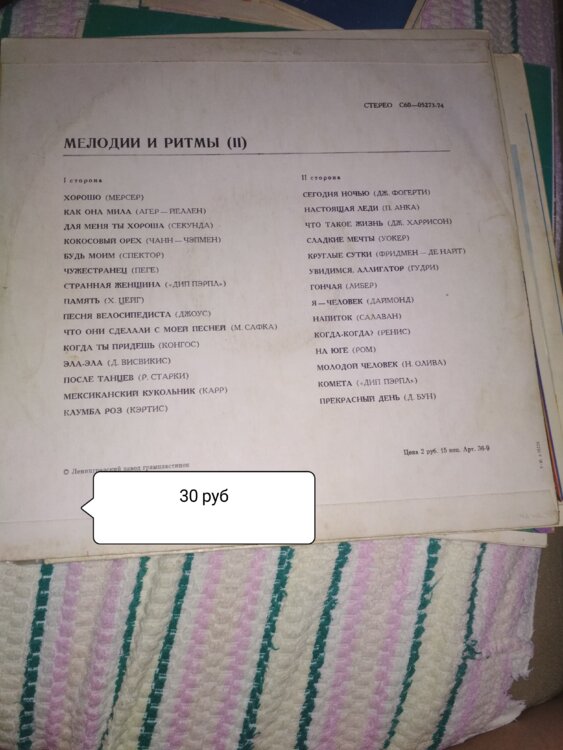 СТЕРЕО С60—05273-74
МЕЛОДИИ И РИТМЫ (II)
I сторона
ХОРОШО (МЕРСЕР)
КАК ОНА МИЛА (АГЕР — ЙЕЛЛЕН)
ДЛЯ МЕНЯ ТЫ ХОРОША (СЕКУНДА)
КОКОСОВЫЙ ОРЕХ (ЧАНН — ЧЭПМЕН)
БУДЬ МОИМ (СПЕКТОР)
ЧУЖЕСТРАНЕЦ (ПЕГЕ)
СТРАННАЯ ЖЕНЩИНА («ДИП ПЭРПЛ»)
ПАМЯТЬ (Х. ЦЕЙГ)
ПЕСНЯ ВЕЛОСИПЕДИСТА (ДЖОУС)
ЧТО ОНИ СДЕЛАЛИ С МОЕЙ ПЕСНЕЙ (М. САФКА)
КОГДА ТЫ ПРИДЕШЬ (КОНГОС)
ЭЛА-ЭЛА (Д. ВИСВИКИС)
ПОСЛЕ ТАНЦЕВ (Р. СТАРКИ)
МЕКСИКАНСКИЙ КУКОЛЬНИК (КАРР)
КЛУМБА РОЗ (КЭРТИС)
II сторона
СЕГОДНЯ НОЧЬЮ (ДЖ. ФОГЕРТИ)
НАСТОЯЩАЯ ЛЕДИ (П. АНКА)
ЧТО ТАКОЕ ЖИЗНЬ (ДЖ. ХАРРИСОН)
СЛАДКИЕ МЕЧТЫ (УОКЕР)
КРУГЛЫЕ СУТКИ (ФРИДМЕН — ДЕ НАЙТ)
УВИДИМСЯ, АЛЛИГАТОР (ГУДРИ)
ГОНЧАЯ (ЛИБЕР)
Я — ЧЕЛОВЕК (ДАЙМОНД)
НАПИТОК (САЛАВАН)
КОГДА-КОГДА? (РЕНИС)
НА ЮГЕ (РОМ)
МОЛОДОЙ ЧЕЛОВЕК (Н. ОЛИВА)
КОМЕТА («ДИП ПЭРПЛ»)
ПРЕКРАСНЫЙ ДЕНЬ (Д. БУН)
Цена 2 руб. 15 коп. Арт. 36-9
© Ленинградский завод грампластинок
30 руб